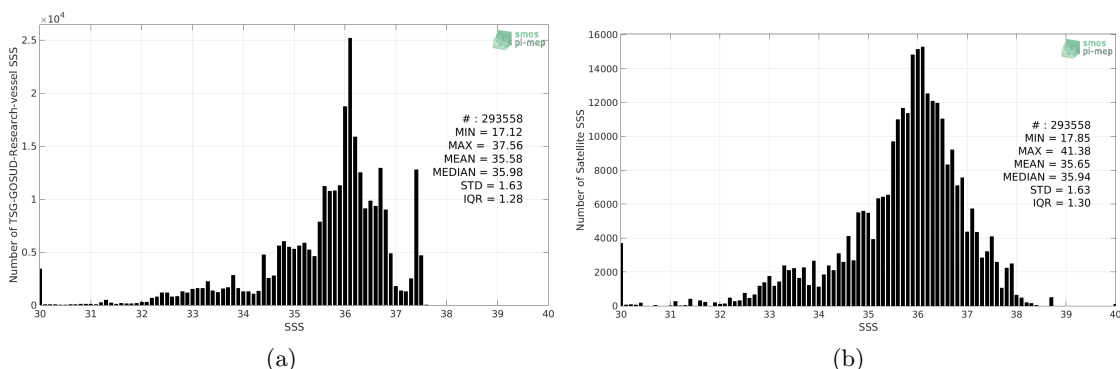 ×10⁴
2.5
2
1.5
1
0.5
0
Number of TSG-GOSUD-Research-vessel SSS
30 31 32 33 34 35 36 37 38 39 40
SSS
smos
pi-mep
# : 293558
MIN = 17.12
MAX = 37.56
MEAN = 35.58
MEDIAN = 35.98
STD = 1.63
IQR = 1.28
(a)
16000
14000
12000
10000
8000
6000
4000
2000
0
Number of Satellite SSS
30 31 32 33 34 35 36 37 38 39 40
SSS
smos
pi-mep
# : 293558
MIN = 17.85
MAX = 41.38
MEAN = 35.65
MEDIAN = 35.94
STD = 1.63
IQR = 1.30
(b)